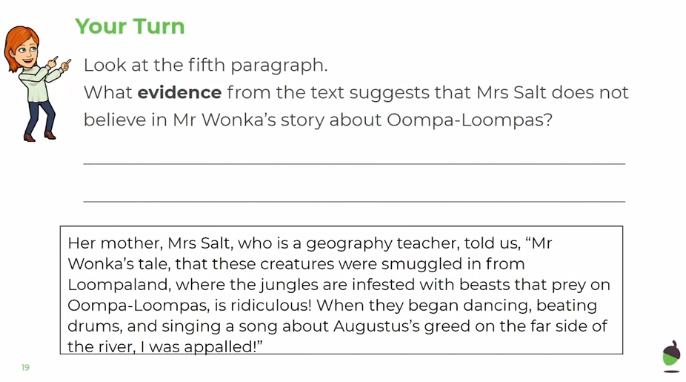 Your Turn
Look at the fifth paragraph.
What evidence from the text suggests that Mrs Salt does not
believe in Mr Wonka's story about Oompa-Loompas?
Her mother, Mrs Salt, who is a geography teacher, told us, "Mr
Wonka's tale, that these creatures were smuggled in from
Loompaland, where the jungles are infested with beasts that prey on
Oompa-Loompas, is ridiculous! When they began dancing, beating
drums, and singing a song about Augustus's greed on the far side of
the river, I was appalled!"
19